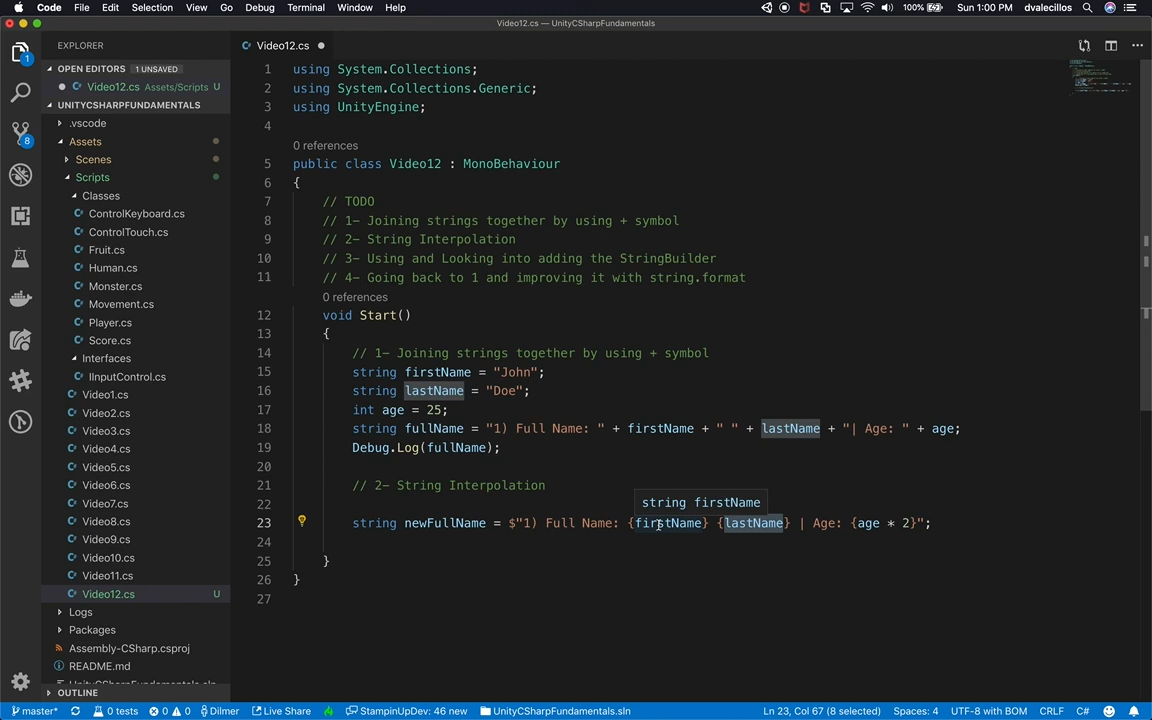 Code File Edit Selection View Go Debug Terminal Window Help 100% Sun 1:00 PM dvalecillos
Video12.cs — UnityCSharpFundamentals
EXPLORER
Video12.cs
OPEN EDITORS 1 UNSAVED
Video12.cs Assets/Scripts U
UNITYCSHARPFUNDAMENTALS
.vscode
Assets
Scenes
Scripts
Classes
ControlKeyboard.cs
ControlTouch.cs
Fruit.cs
Human.cs
Monster.cs
Movement.cs
Player.cs
Score.cs
Interfaces
IInputControl.cs
Video1.cs
Video2.cs
Video3.cs
Video4.cs
Video5.cs
Video6.cs
Video7.cs
Video8.cs
Video9.cs
Video10.cs
Video11.cs
Video12.cs U
Logs
Packages
Assembly-CSharp.csproj
README.md
UnityCSharpFundamentals.sln
OUTLINE
1
8
1 using System.Collections;
2 using System.Collections.Generic;
3 using UnityEngine;
4
0 references
5 public class Video12 : MonoBehaviour
6 {
7 // TODO
8 // 1- Joining strings together by using + symbol
9 // 2- String Interpolation
10 // 3- Using and Looking into adding the StringBuilder
11 // 4- Going back to 1 and improving it with string.format
0 references
12 void Start()
13 {
14 // 1- Joining strings together by using + symbol
15 string firstName = "John";
16 string lastName = "Doe";
17 int age = 25;
18 string fullName = "1) Full Name: " + firstName + " " + lastName + "| Age: " + age;
19 Debug.Log(fullName);
20
21 // 2- String Interpolation
22
string firstName
23 string newFullName = $"1) Full Name: {firstName} {lastName} | Age: {age * 2}";
24
25 }
26 }
27
master* 0 tests 0 0 Dilmer Live Share StampinUpDev: 46 new UnityCSharpFundamentals.sln Ln 23, Col 67 (8 selected) Spaces: 4 UTF-8 with BOM CRLF C#